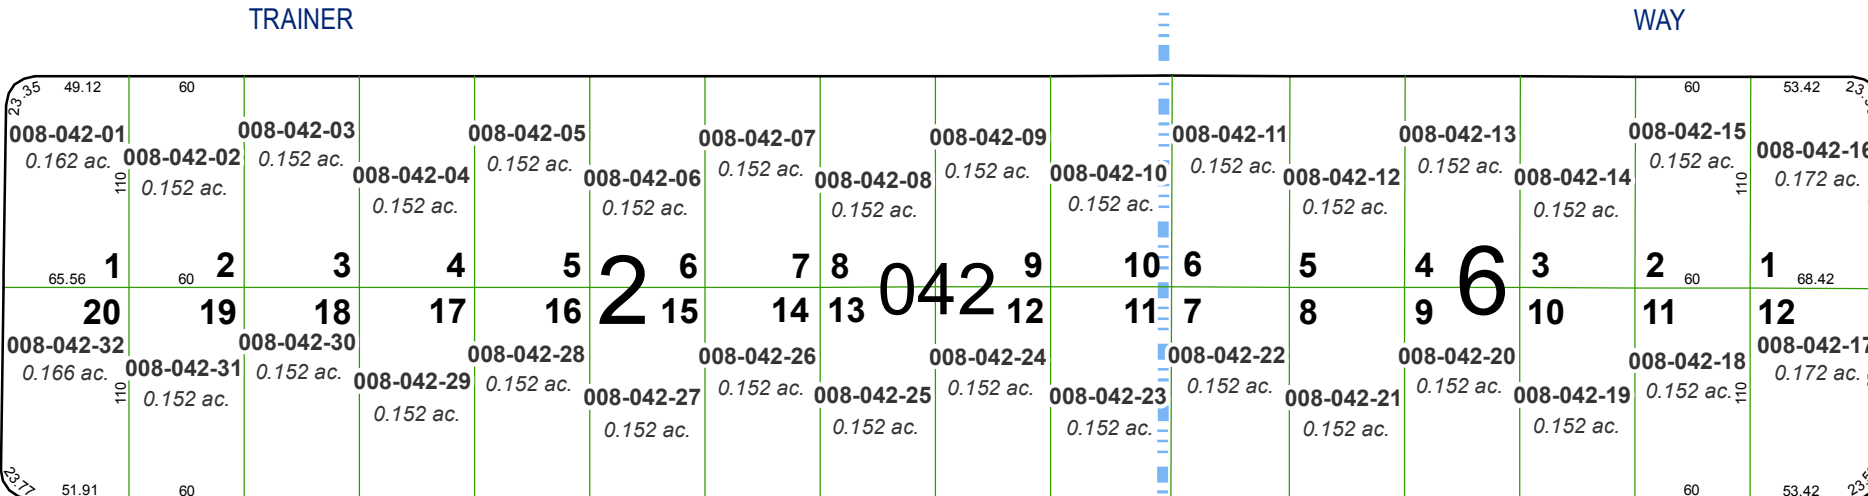 TRAINER WAY
23.35 49.12 60 60 53.42
008-042-01 008-042-02 008-042-03 008-042-04 008-042-05 008-042-06 008-042-07 008-042-08 008-042-09 008-042-10 008-042-11 008-042-12 008-042-13 008-042-14 008-042-15 008-042-16
0.162 ac. 0.152 ac. 0.152 ac. 0.152 ac. 0.152 ac. 0.152 ac. 0.152 ac. 0.152 ac. 0.152 ac. 0.152 ac. 0.152 ac. 0.152 ac. 0.152 ac. 0.152 ac. 0.152 ac. 0.172 ac.
110 110
1 2 3 4 5 6 7 8 9 10 6 5 4 3 2 1
65.56 60 2 042 6 60 68.42
20 19 18 17 16 15 14 13 12 11 7 8 9 10 11 12
008-042-32 008-042-31 008-042-30 008-042-29 008-042-28 008-042-27 008-042-26 008-042-25 008-042-24 008-042-23 008-042-22 008-042-21 008-042-20 008-042-19 008-042-18 008-042-17
0.166 ac. 0.152 ac. 0.152 ac. 0.152 ac. 0.152 ac. 0.152 ac. 0.152 ac. 0.152 ac. 0.152 ac. 0.152 ac. 0.152 ac. 0.152 ac. 0.152 ac. 0.152 ac. 0.152 ac. 0.172 ac.
110 110
23.77 51.91 60 60 53.42